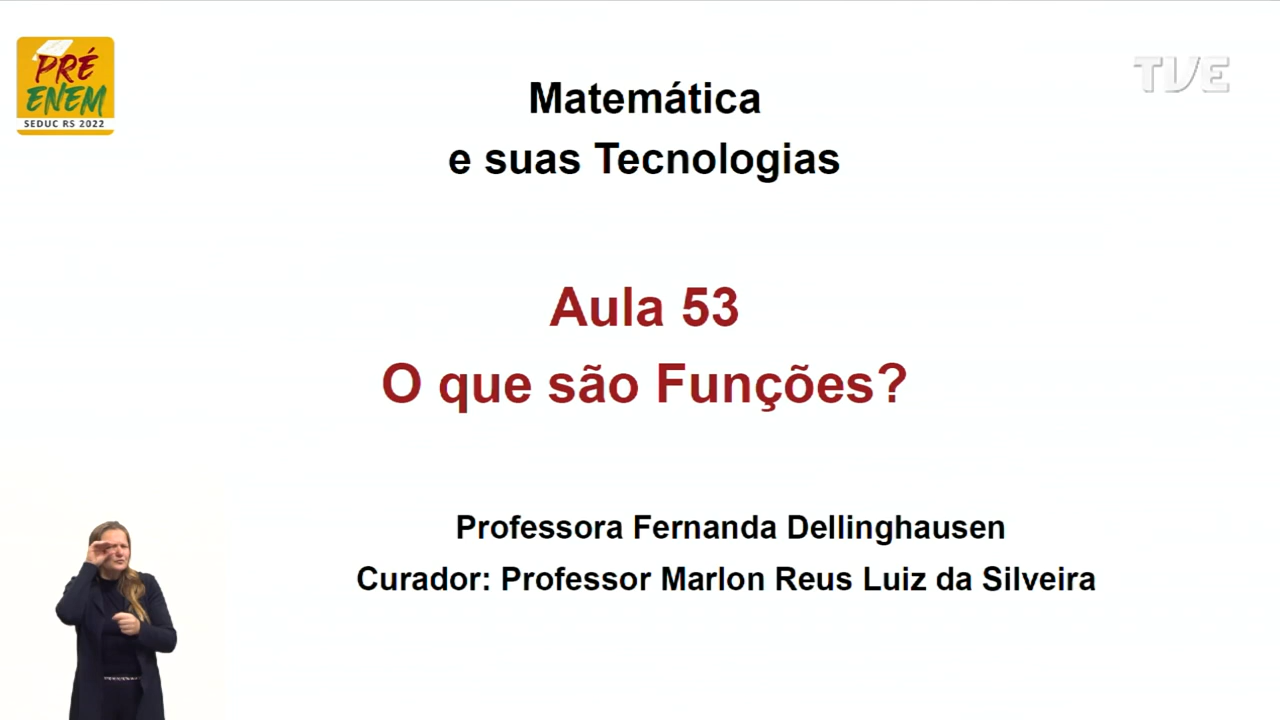 PRÉ
ENEM
SEDUC RS 2022
TVE
Matemática
e suas Tecnologias
Aula 53
O que são Funções?
Professora Fernanda Dellinghausen
Curador: Professor Marlon Reus Luiz da Silveira